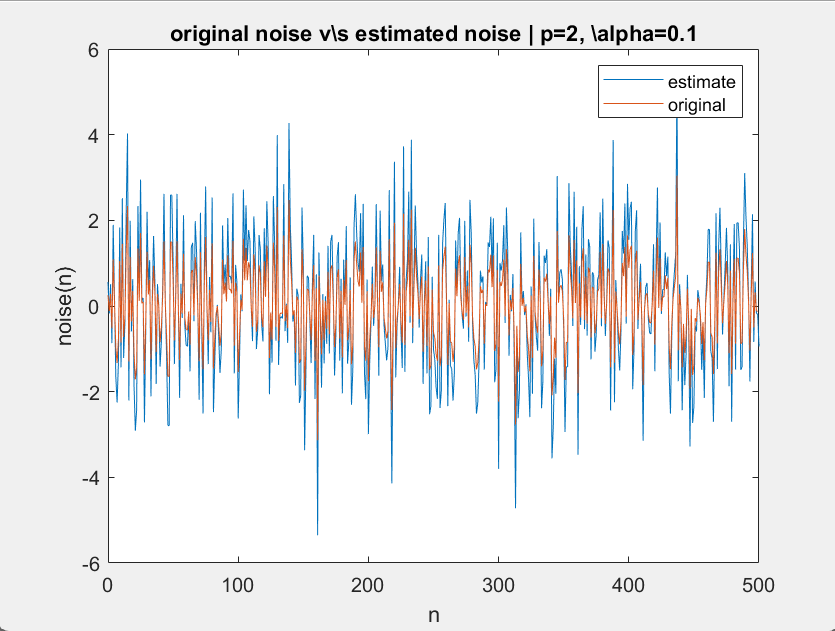 original noise v\s estimated noise | p=2, \alpha=0.1
6
estimate
original
4
2
0
-2
-4
-6
noise(n)
0 100 200 300 400 500
n